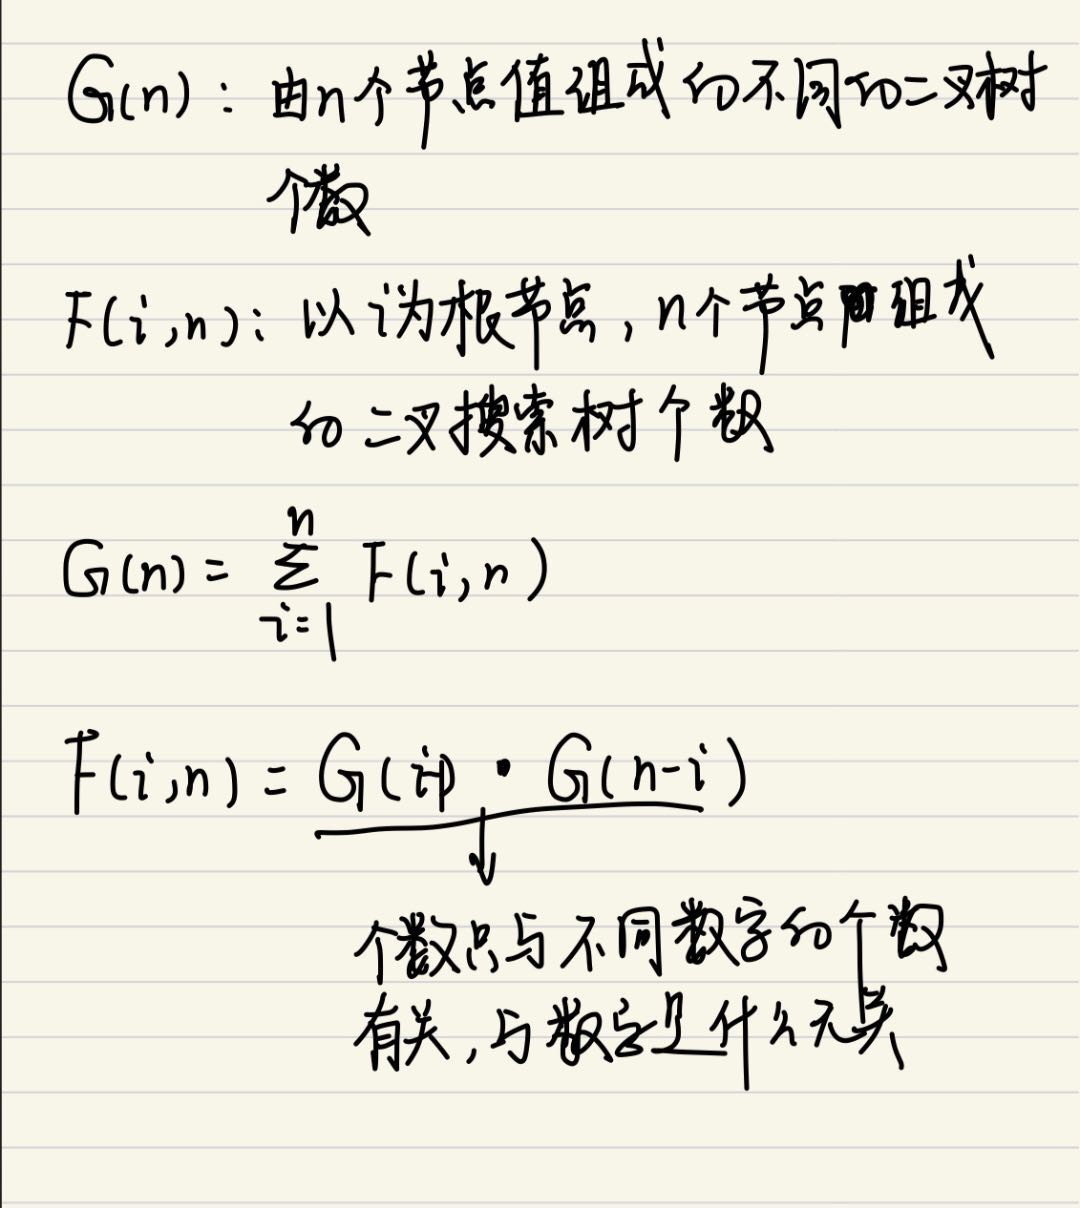 G(n): 由n个节点值组成的不同的二叉树
个数
F(i,n): 以i为根节点,n个节点组成
的二叉搜索树个数
G(n) = \sum_{i=1}^{n} F(i,n)
F(i,n) = G(i-1) · G(n-i)
↓
个数只与不同数字的个数
有关,与数字是什么无关